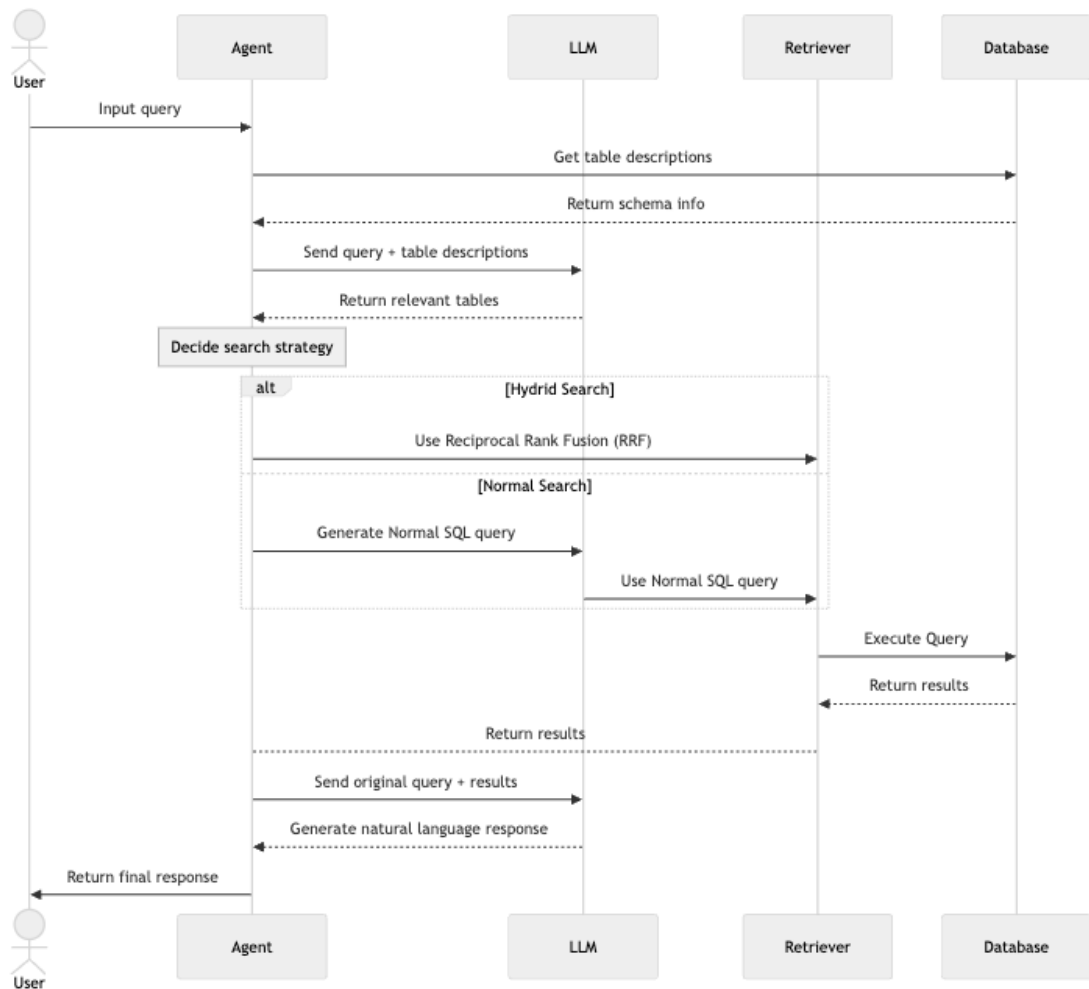 Agent
LLM
Retriever
Database
User
Input query
Get table descriptions
Return schema info
Send query + table descriptions
Return relevant tables
Decide search strategy
alt
[Hydrid Search]
Use Reciprocal Rank Fusion (RRF)
[Normal Search]
Generate Normal SQL query
Use Normal SQL query
Execute Query
Return results
Return results
Send original query + results
Generate natural language response
Return final response
Agent
LLM
Retriever
Database
User